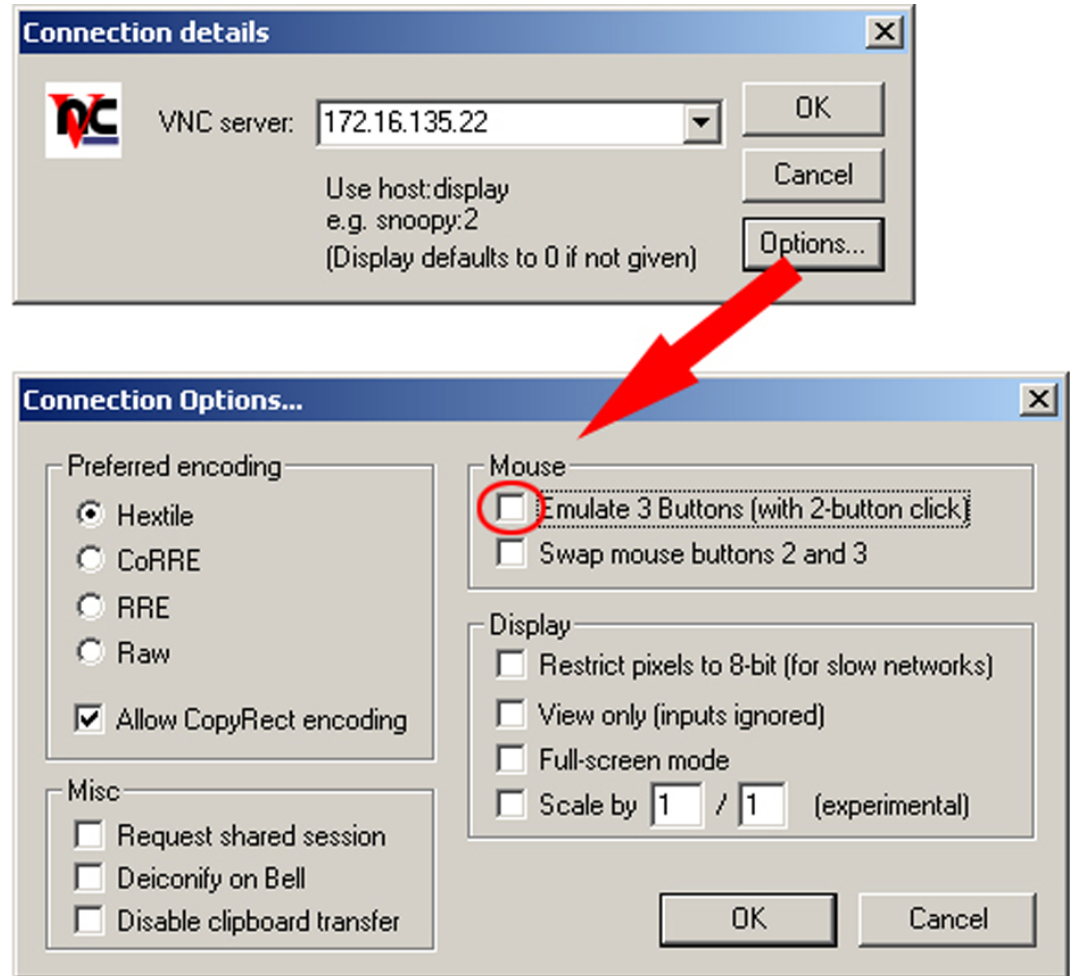 Connection details
VNC
VNC server: 172.16.135.22
OK
Use host:display
e.g. snoopy:2
(Display defaults to 0 if not given)
Cancel
Options...
Connection Options...
Preferred encoding
Hextile
CoRRE
RRE
Raw
Allow CopyRect encoding
Misc
Request shared session
Deiconify on Bell
Disable clipboard transfer
Mouse
Emulate 3 Buttons (with 2-button click)
Swap mouse buttons 2 and 3
Display
Restrict pixels to 8-bit (for slow networks)
View only (inputs ignored)
Full-screen mode
Scale by 1 / 1 (experimental)
OK
Cancel